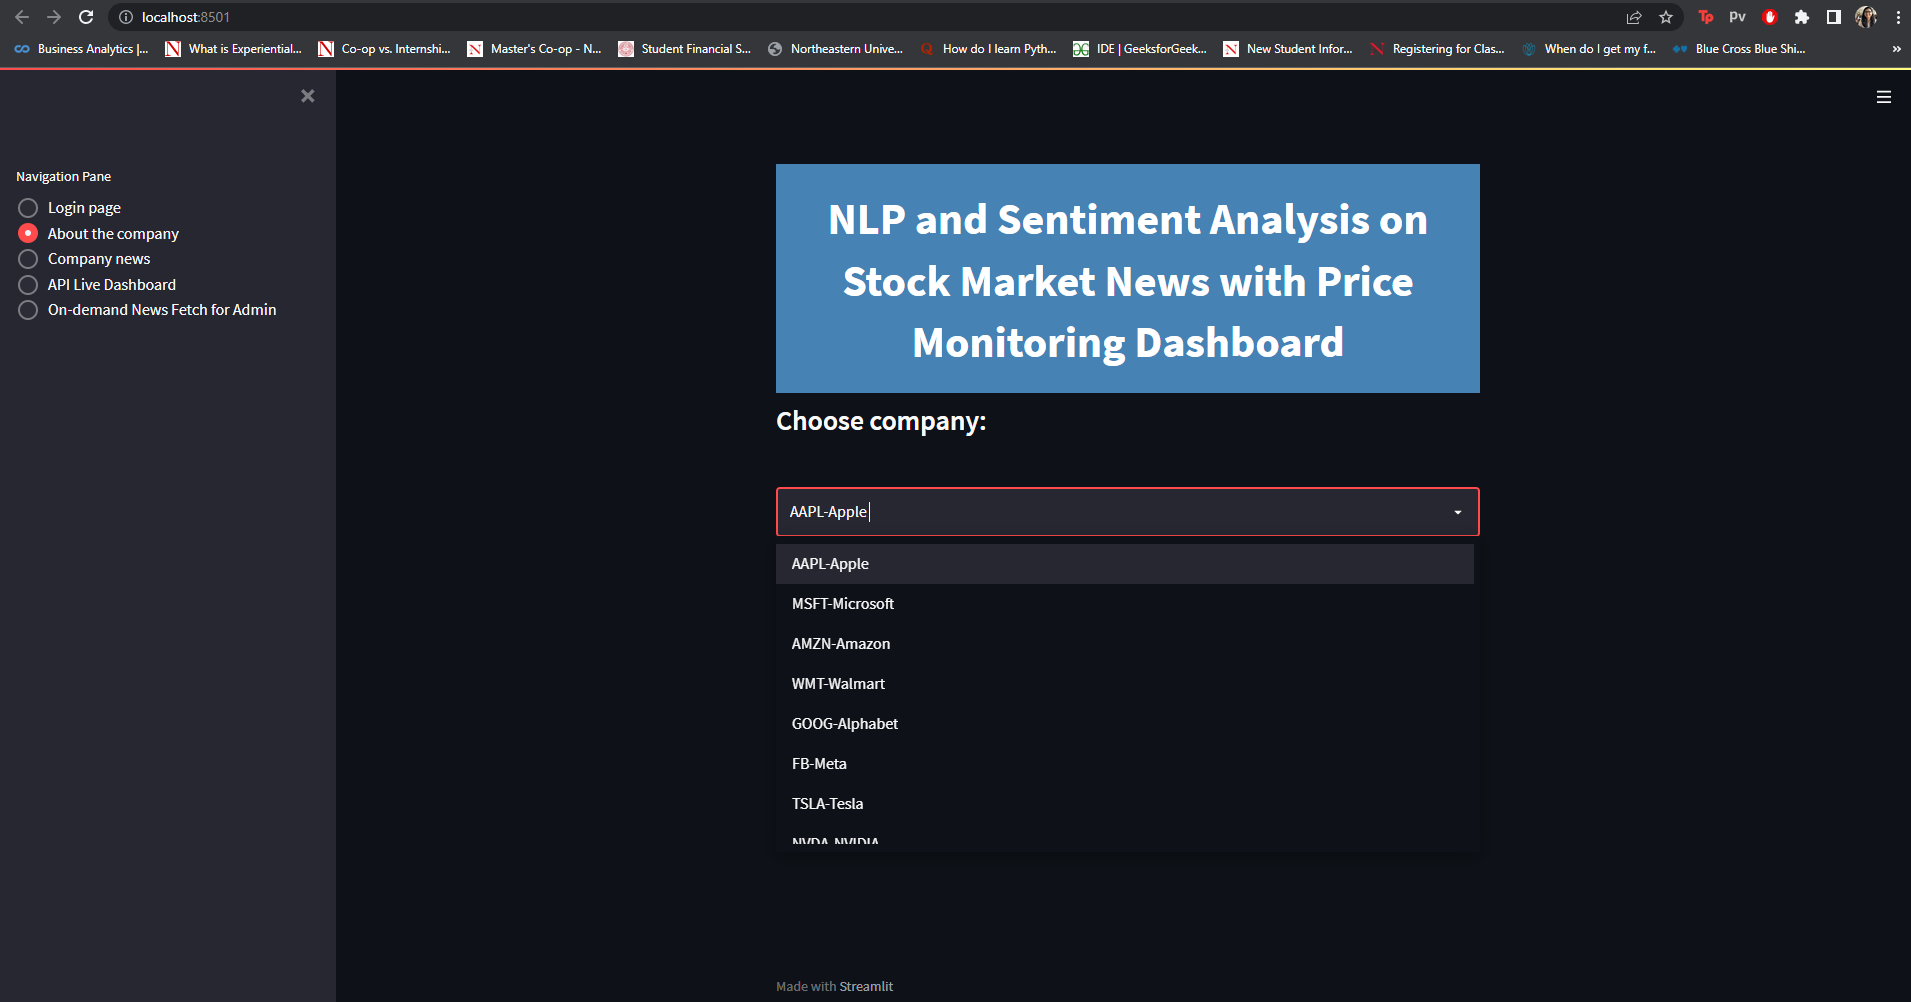 localhost:8501
Tp
pv
Business Analytics |...
What is Experiential...
Co-op vs. Internshi...
Master's Co-op - N...
Student Financial S...
Northeastern Unive...
How do I learn Pyth...
IDE | GeeksforGeek...
New Student Infor...
Registering for Clas...
When do I get my f...
Blue Cross Blue Shi...
»
Navigation Pane
Login page
About the company
Company news
API Live Dashboard
On-demand News Fetch for Admin
NLP and Sentiment Analysis on
Stock Market News with Price
Monitoring Dashboard
Choose company:
AAPL-Apple
AAPL-Apple
MSFT-Microsoft
AMZN-Amazon
WMT-Walmart
GOOG-Alphabet
FB-Meta
TSLA-Tesla
NVDA-NVIDIA
Made with Streamlit